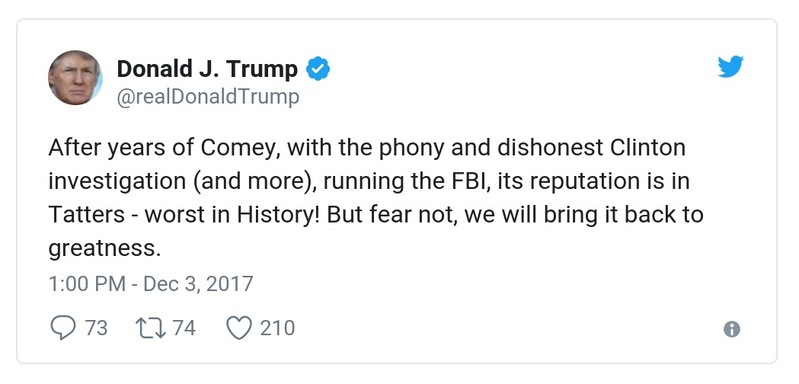 Donald J. Trump
@realDonaldTrump
After years of Comey, with the phony and dishonest Clinton
investigation (and more), running the FBI, its reputation is in
Tatters - worst in History! But fear not, we will bring it back to
greatness.
1:00 PM - Dec 3, 2017
73 74 210